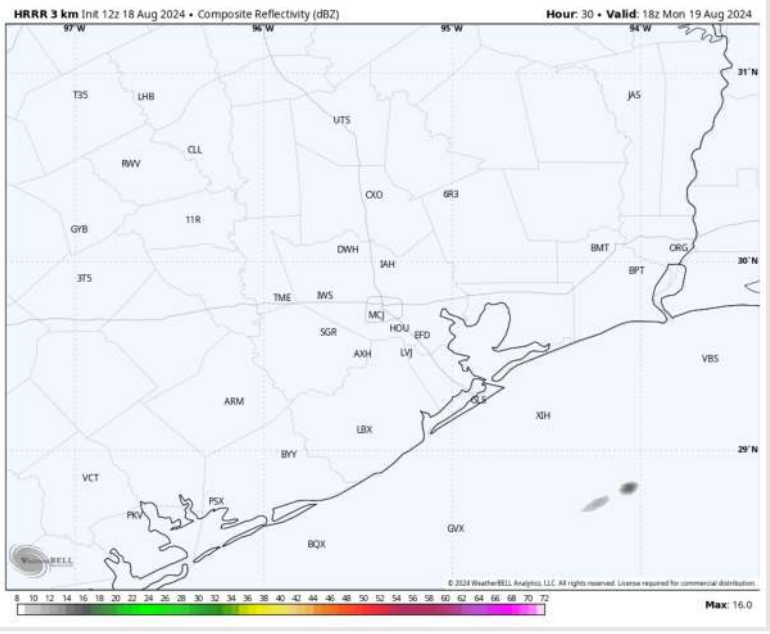 HRRR 3 km Init 12z 18 Aug 2024 • Composite Reflectivity (dBZ)
Hour: 30 • Valid: 18z Mon 19 Aug 2024
97°W 96°W 95°W 94°W
31°N
T35 LHB JAS
UTS
CLL
RWV
CXO 6R3
11R
GYB
DWH BMT ORG
30°N
IAH
3T5 BPT
TME IWS
MCJ
SGR HOU EFD
AXH LVJ
VBS
ARM GLS
XIH
LBX
BYY 29°N
VCT
PSX
PKV
GVX
BQX
WeatherBELL
© 2024 WeatherBELL Analytics, LLC. All rights reserved. License required for commercial distribution.
8 10 12 14 16 18 20 22 24 26 28 30 32 34 36 38 40 42 44 46 48 50 52 54 56 58 60 62 64 66 68 70 72
Max: 16.0